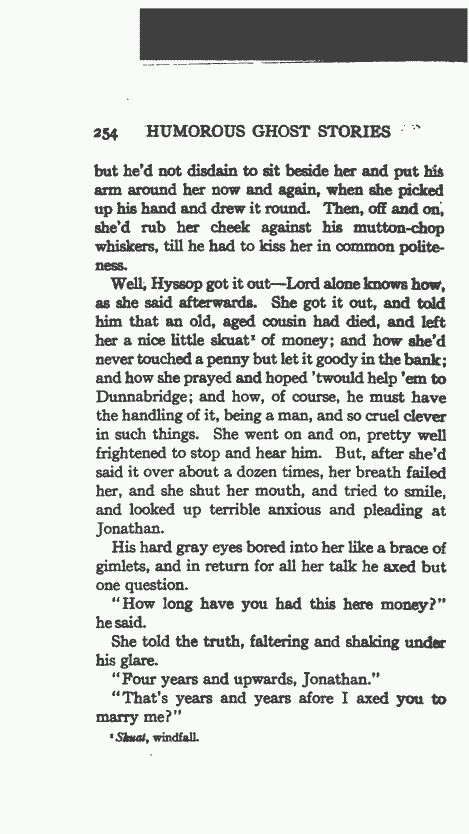 254 HUMOROUS GHOST STORIES
but he'd not disdain to sit beside her and put his
arm around her now and again, when she picked
up his hand and drew it round. Then, off and on,
she'd rub her cheek against his mutton-chop
whiskers, till he had to kiss her in common polite-
ness.
Well, Hyssop got it out—Lord alone knows how,
as she said afterwards. She got it out, and told
him that an old, aged cousin had died, and left
her a nice little skuat¹ of money; and how she'd
never touched a penny but let it goody in the bank;
and how she prayed and hoped 'twould help 'em to
Dunnabridge; and how, of course, he must have
the handling of it, being a man, and so cruel clever
in such things. She went on and on, pretty well
frightened to stop and hear him. But, after she'd
said it over about a dozen times, her breath failed
her, and she shut her mouth, and tried to smile,
and looked up terrible anxious and pleading at
Jonathan.
His hard gray eyes bored into her like a brace of
gimlets, and in return for all her talk he axed but
one question.
"How long have you had this here money?"
he said.
She told the truth, faltering and shaking under
his glare.
"Four years and upwards, Jonathan."
"That's years and years afore I axed you to
marry me?"
¹ Skuat, windfall.